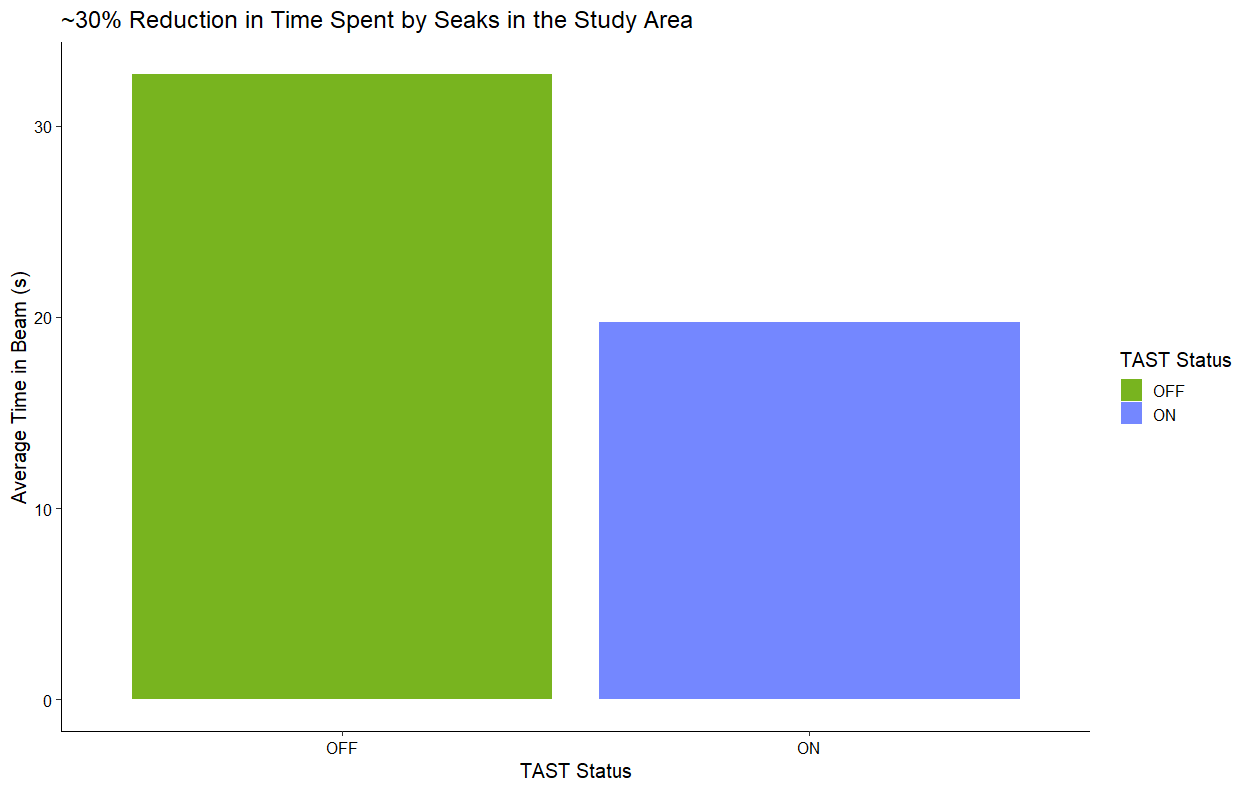 ~30% Reduction in Time Spent by Seaks in the Study Area
Average Time in Beam (s)
30
20
10
0
OFF
ON
TAST Status
TAST Status
OFF
ON